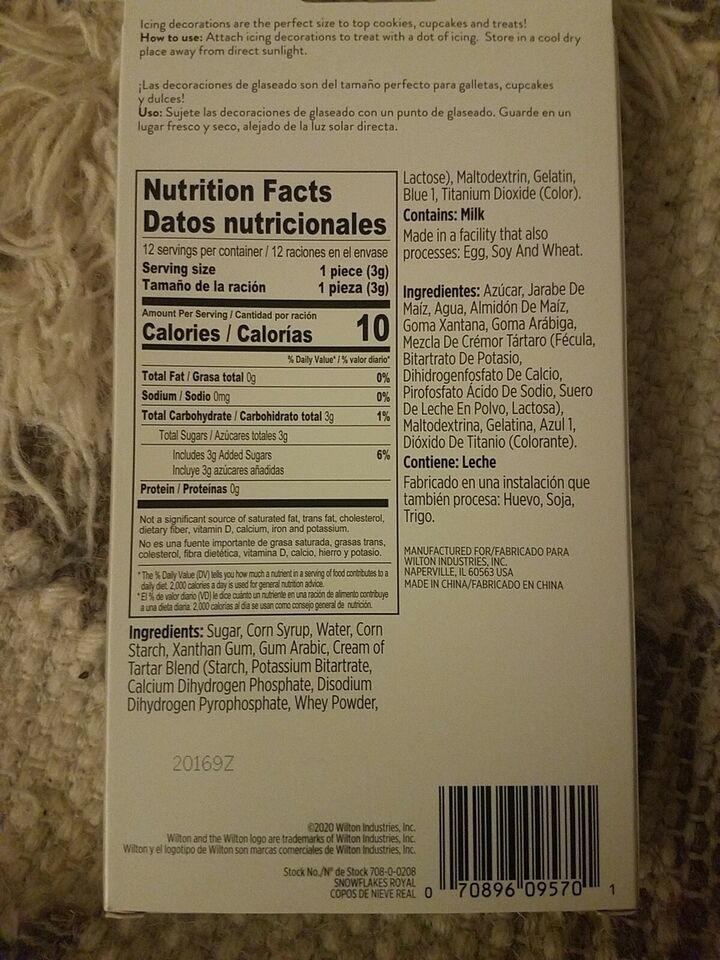 Icing decorations are the perfect size to top cookies, cupcakes and treats!
How to use: Attach icing decorations to treat with a dot of icing. Store in a cool dry
place away from direct sunlight.
¡Las decoraciones de glaseado son del tamaño perfecto para galletas, cupcakes
y dulces!
Uso: Sujete las decoraciones de glaseado con un punto de glaseado. Guarde en un
lugar fresco y seco, alejado de la luz solar directa.
Nutrition Facts
Datos nutricionales
12 servings per container / 12 raciones en el envase
Serving size 1 piece (3g)
Tamaño de la ración 1 pieza (3g)
Amount Per Serving / Cantidad por ración
Calories / Calorías 10
% Daily Value* / % valor diario*
Total Fat / Grasa total 0g 0%
Sodium / Sodio 0mg 0%
Total Carbohydrate / Carbohidrato total 3g 1%
Total Sugars / Azúcares totales 3g
Includes 3g Added Sugars 6%
Incluye 3g azúcares añadidas
Protein / Proteínas 0g
Not a significant source of saturated fat, trans fat, cholesterol,
dietary fiber, vitamin D, calcium, iron and potassium.
No es una fuente importante de grasa saturada, grasas trans,
colesterol, fibra dietética, vitamina D, calcio, hierro y potasio.
*The % Daily Value (DV) tells you how much a nutrient in a serving of food contributes to a
daily diet. 2,000 calories a day is used for general nutrition advice.
*El % de valor diario (VD) le dice cuánto un nutriente en una ración de alimento contribuye
a una dieta diaria. 2,000 calorías al día se usan como consejo general de nutrición.
Ingredients: Sugar, Corn Syrup, Water, Corn
Starch, Xanthan Gum, Gum Arabic, Cream of
Tartar Blend (Starch, Potassium Bitartrate,
Calcium Dihydrogen Phosphate, Disodium
Dihydrogen Pyrophosphate, Whey Powder,
Lactose), Maltodextrin, Gelatin,
Blue 1, Titanium Dioxide (Color).
Contains: Milk
Made in a facility that also
processes: Egg, Soy And Wheat.
Ingredientes: Azúcar, Jarabe De
Maíz, Agua, Almidón De Maíz,
Goma Xantana, Goma Arábiga,
Mezcla De Crémor Tártaro (Fécula,
Bitartrato De Potasio,
Dihidrogenfosfato De Calcio,
Pirofosfato Ácido De Sodio, Suero
De Leche En Polvo, Lactosa),
Maltodextrina, Gelatina, Azul 1,
Dióxido De Titanio (Colorante).
Contiene: Leche
Fabricado en una instalación que
también procesa: Huevo, Soja,
Trigo.
MANUFACTURED FOR/FABRICADO PARA
WILTON INDUSTRIES, INC.
NAPERVILLE, IL 60563 USA
MADE IN CHINA/FABRICADO EN CHINA
20169Z
©2020 Wilton Industries, Inc.
Wilton and the Wilton logo are trademarks of Wilton Industries, Inc.
Wilton y el logotipo de Wilton son marcas comerciales de Wilton Industries, Inc.
Stock No./N° de Stock 708-0-0208
SNOWFLAKES ROYAL
COPOS DE NIEVE REAL
0 70896 09570 1